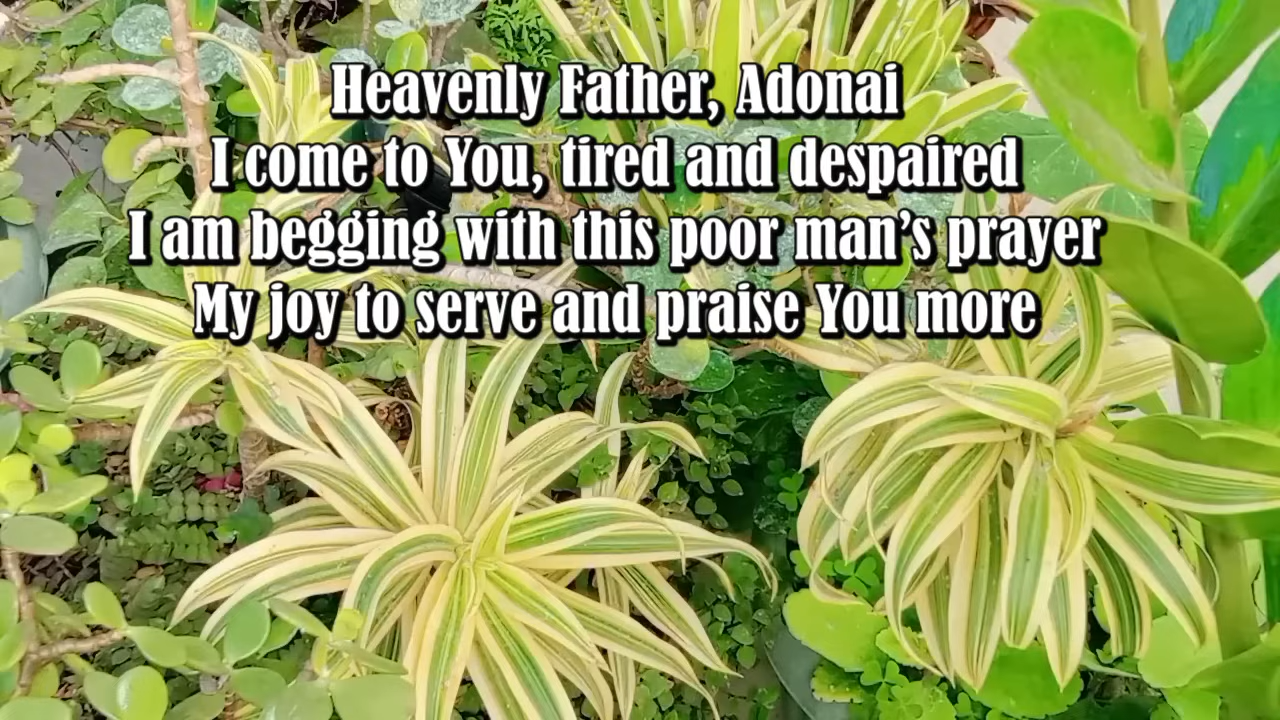 Heavenly Father, Adonai
I come to You, tired and despaired
I am begging with this poor man’s prayer
My joy to serve and praise You more